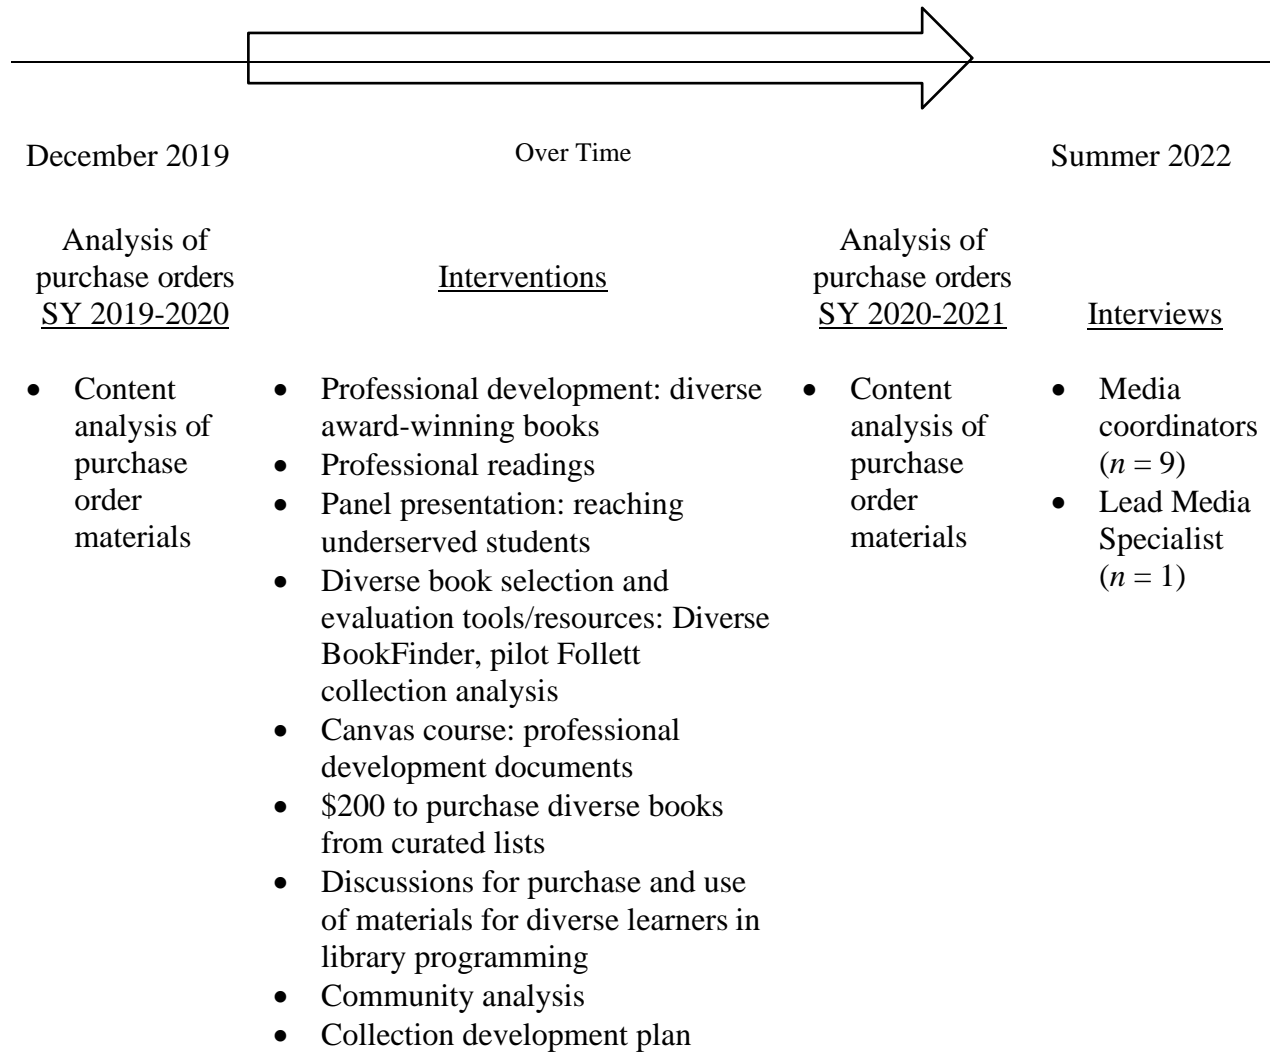 December 2019
Over Time
Summer 2022
Analysis of
purchase orders
SY 2019-2020
• Content
analysis of
purchase
order
materials
Interventions
• Professional development: diverse
award-winning books
• Professional readings
• Panel presentation: reaching
underserved students
• Diverse book selection and
evaluation tools/resources: Diverse
BookFinder, pilot Follett
collection analysis
• Canvas course: professional
development documents
• $200 to purchase diverse books
from curated lists
• Discussions for purchase and use
of materials for diverse learners in
library programming
• Community analysis
• Collection development plan
Analysis of
purchase orders
SY 2020-2021
• Content
analysis of
purchase
order
materials
Interviews
• Media
coordinators
(n = 9)
• Lead Media
Specialist
(n = 1)